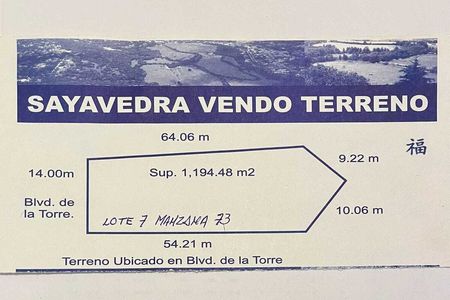 SAYAVEDRA VENDO TERRENO
64.06 m
9.22 m
福
14.00m
Sup. 1,194.48 m2
Blvd. de
la Torre.
LOTE 7 MANZANA 73
10.06 m
54.21 m
Terreno Ubicado en Blvd. de la Torre